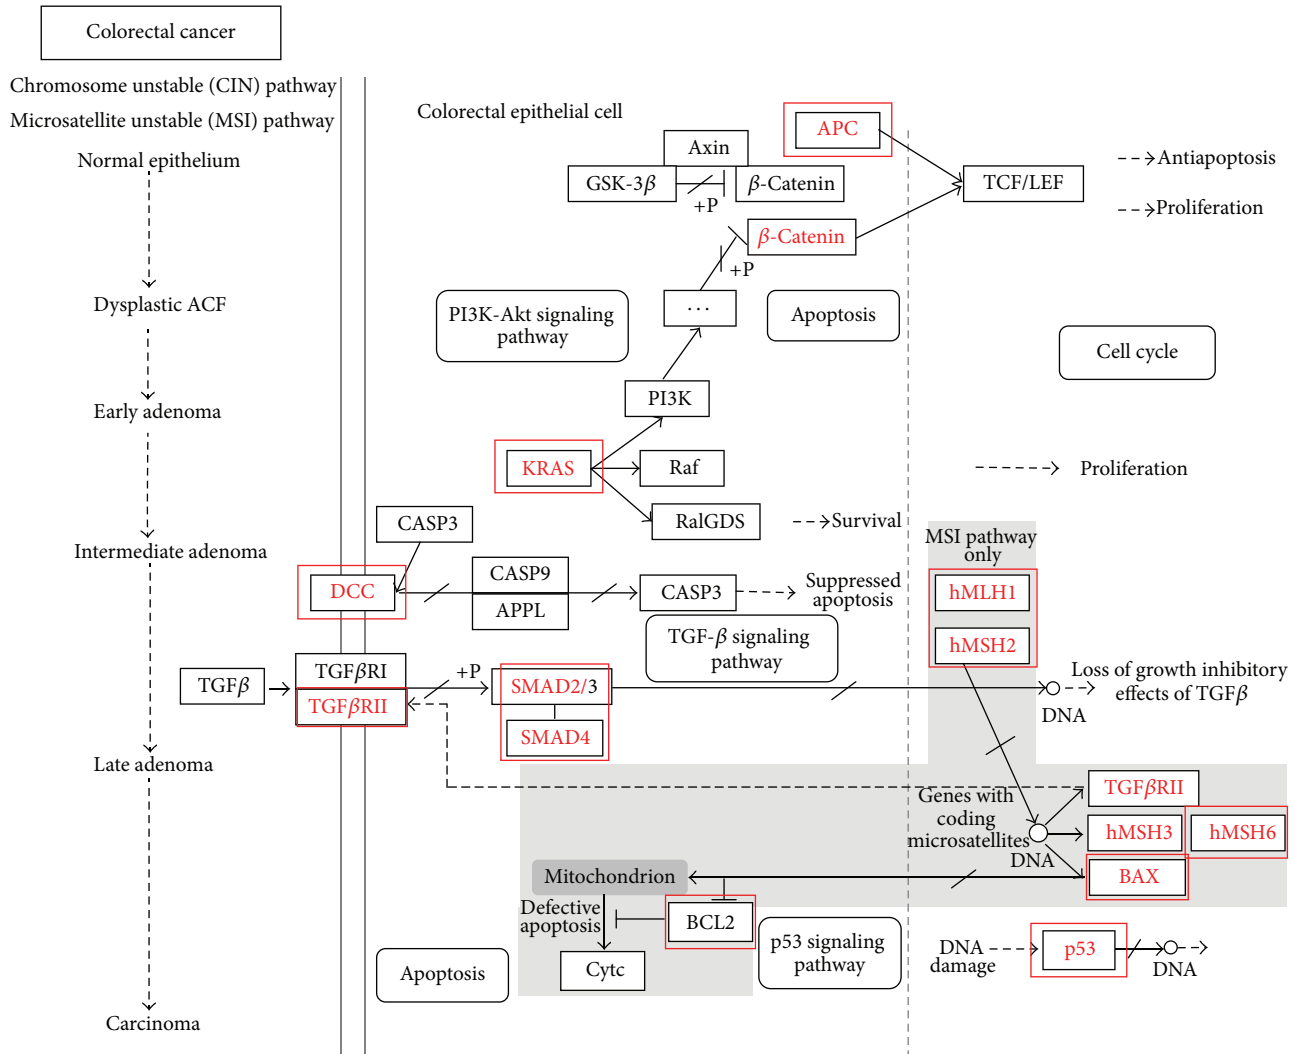 Colorectal cancer
Chromosome unstable (CIN) pathway
Microsatellite unstable (MSI) pathway
Normal epithelium
Dysplastic ACF
Early adenoma
Intermediate adenoma
Late adenoma
Carcinoma
Colorectal epithelial cell
APC
Axin
GSK-3β
β-Catenin
+P
TCF/LEF
Antiapoptosis
Proliferation
β-Catenin
+P
...
PI3K-Akt signaling
pathway
Apoptosis
Cell cycle
PI3K
KRAS
Raf
Proliferation
RalGDS
Survival
CASP3
MSI pathway
only
DCC
CASP9
APPL
CASP3
Suppressed
apoptosis
hMLH1
hMSH2
TGF-β signaling
pathway
TGFβ
TGFβRI
TGFβRII
+P
SMAD2/3
SMAD4
DNA
Loss of growth inhibitory
effects of TGFβ
Genes with
coding
microsatellites
DNA
TGFβRII
hMSH3
hMSH6
BAX
Mitochondrion
Defective
apoptosis
BCL2
Cytc
Apoptosis
p53 signaling
pathway
DNA
damage
p53
DNA